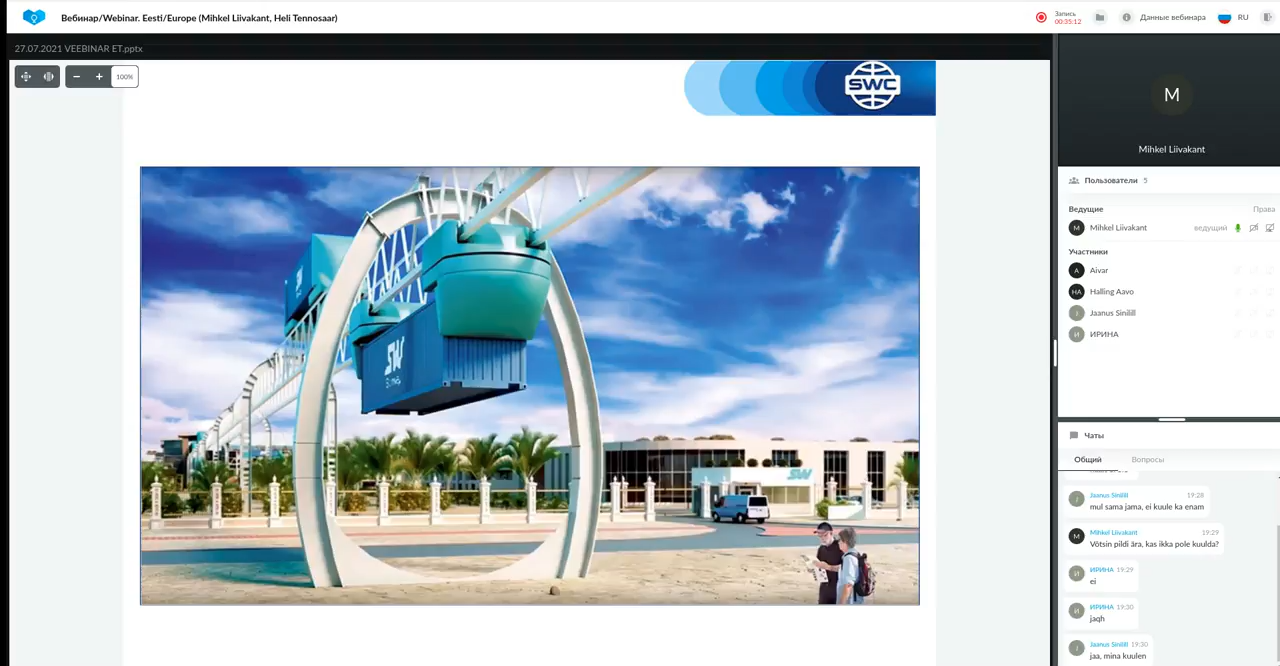 Вебинар/Webinar. Eesti/Europe (Mihkel Liivakant, Heli Tennosaar)
Запись
00:35:12
Данные вебинара
RU
27.07.2021 VEEBINAR ET.pptx
100%
SWC
SW
SW
M
Mihkel Liivakant
Пользователи 5
Ведущие Права
M Mihkel Liivakant ведущий
Участники
A Aivar
HA Halling Aavo
J Jaanus Sinilill
И ИРИНА
Чаты
Общий Вопросы
J Jaanus Sinilill 19:28
mul sama jama, ei kuule ka enam
M Mihkel Liivakant 19:29
Võtsin pildi ära, kas ikka pole kuulda?
И ИРИНА 19:29
ei
И ИРИНА 19:30
jaqh
J Jaanus Sinilill 19:30
jaa, mina kuulen